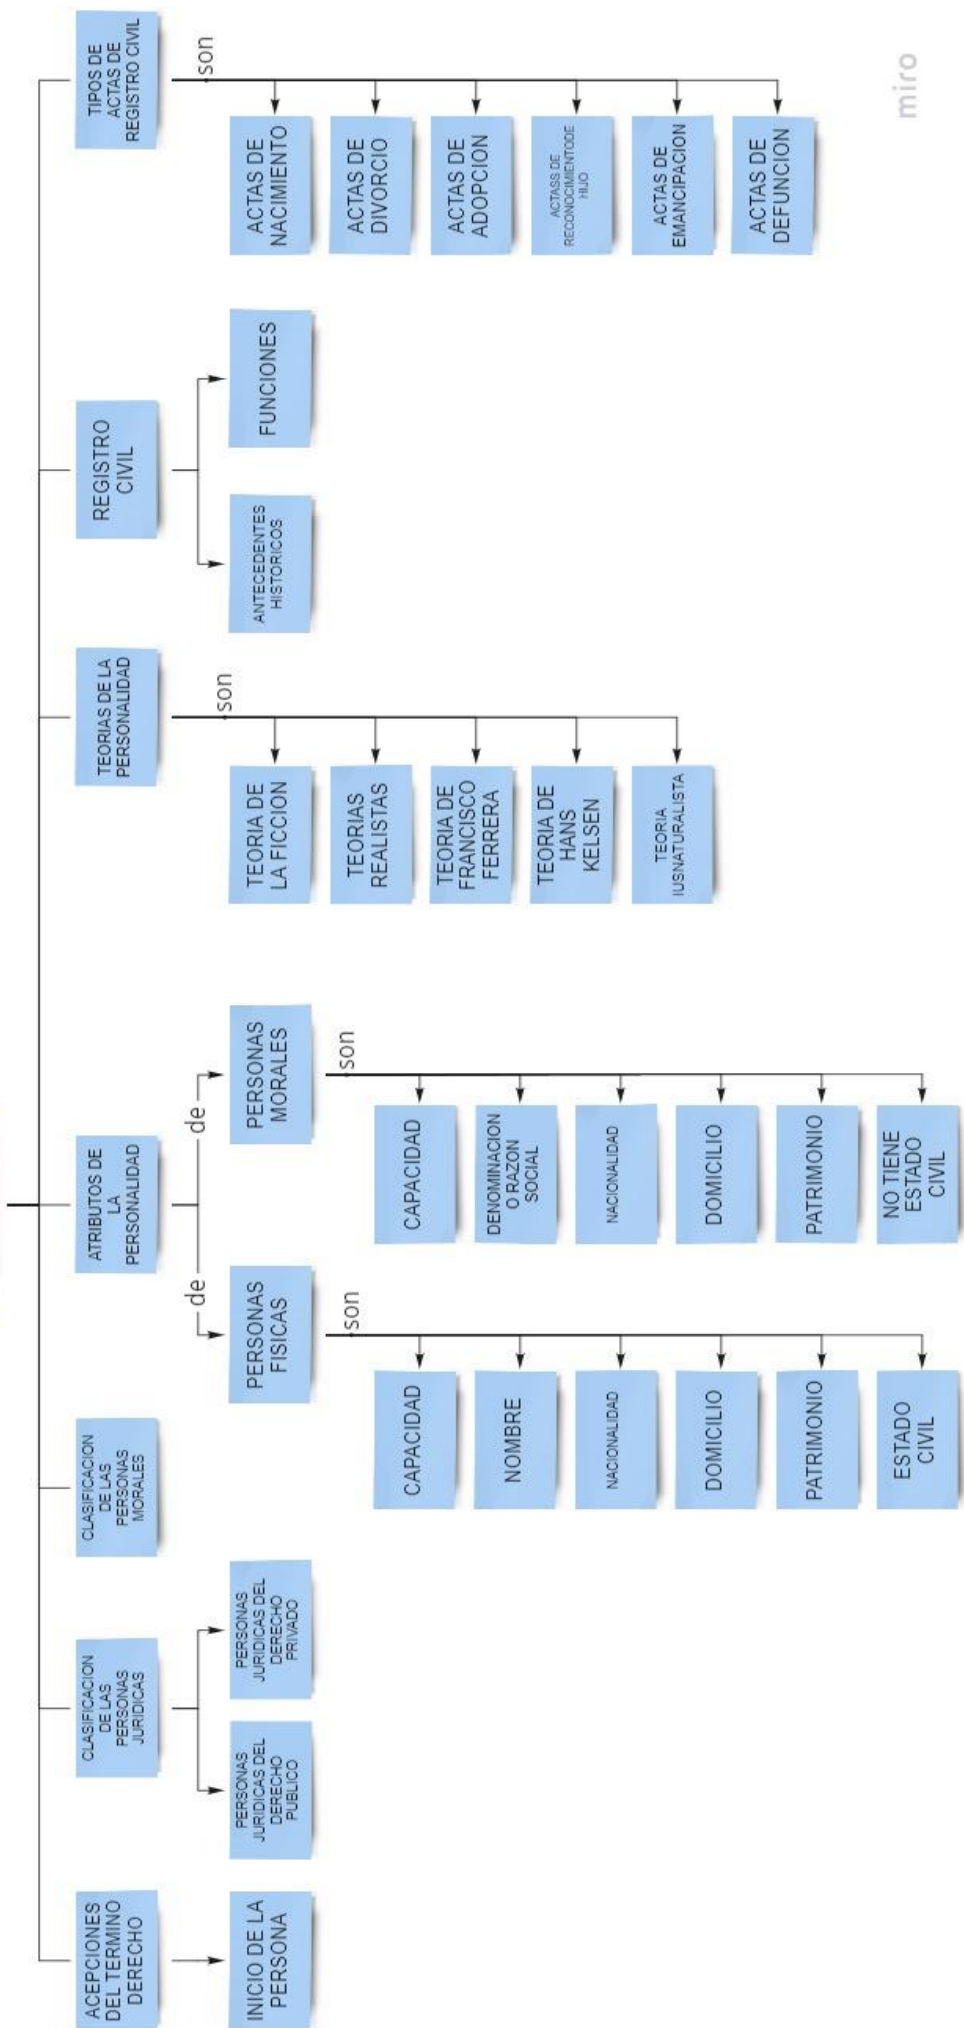 ACEPCIONES
DEL TERMINO
DERECHO
INICIO DE LA
PERSONA
CLASIFICACION
DE LAS
PERSONAS
JURIDICAS
PERSONAS
JURIDICAS DEL
DERECHO
PUBLICO
PERSONAS
JURIDICAS DEL
DERECHO
PRIVADO
CLASIFICACION
DE LAS
PERSONAS
MORALES
ATRIBUTOS DE
LA
PERSONALIDAD
de
de
PERSONAS
FISICAS
son
CAPACIDAD
NOMBRE
NACIONALIDAD
DOMICILIO
PATRIMONIO
ESTADO
CIVIL
PERSONAS
MORALES
son
CAPACIDAD
DENOMINACION
O RAZON
SOCIAL
NACIONALIDAD
DOMICILIO
PATRIMONIO
NO TIENE
ESTADO
CIVIL
TEORIAS DE LA
PERSONALIDAD
son
TEORIA DE
LA FICCION
TEORIAS
REALISTAS
TEORIA DE
FRANCISCO
FERRERA
TEORIA DE
HANS
KELSEN
TEORIA
IUSNATURALISTA
REGISTRO
CIVIL
ANTECEDENTES
HISTORICOS
FUNCIONES
TIPOS DE
ACTAS DE
REGISTRO CIVIL
son
ACTAS DE
NACIMIENTO
ACTAS DE
DIVORCIO
ACTAS DE
ADOPCION
ACTASS DE
RECONOCIMIENTODE
HIJO
ACTAS DE
EMANCIPACION
ACTAS DE
DEFUNCION
miro